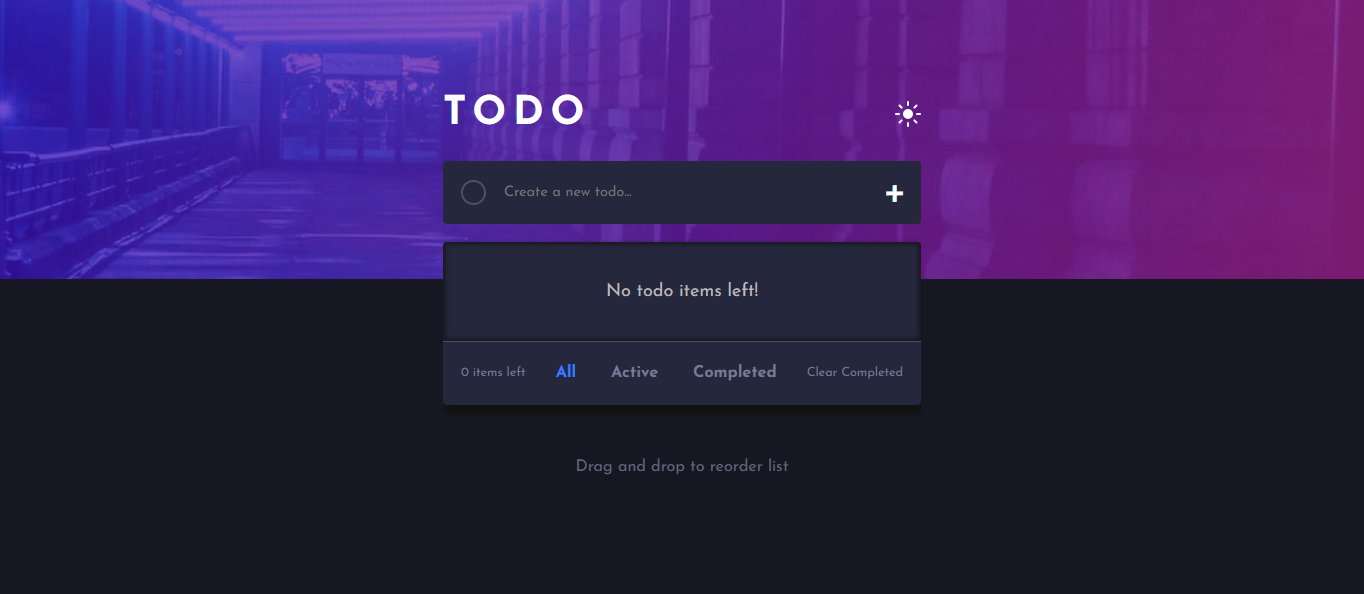 TODO
Create a new todo...
No todo items left!
0 items left All Active Completed Clear Completed
Drag and drop to reorder list